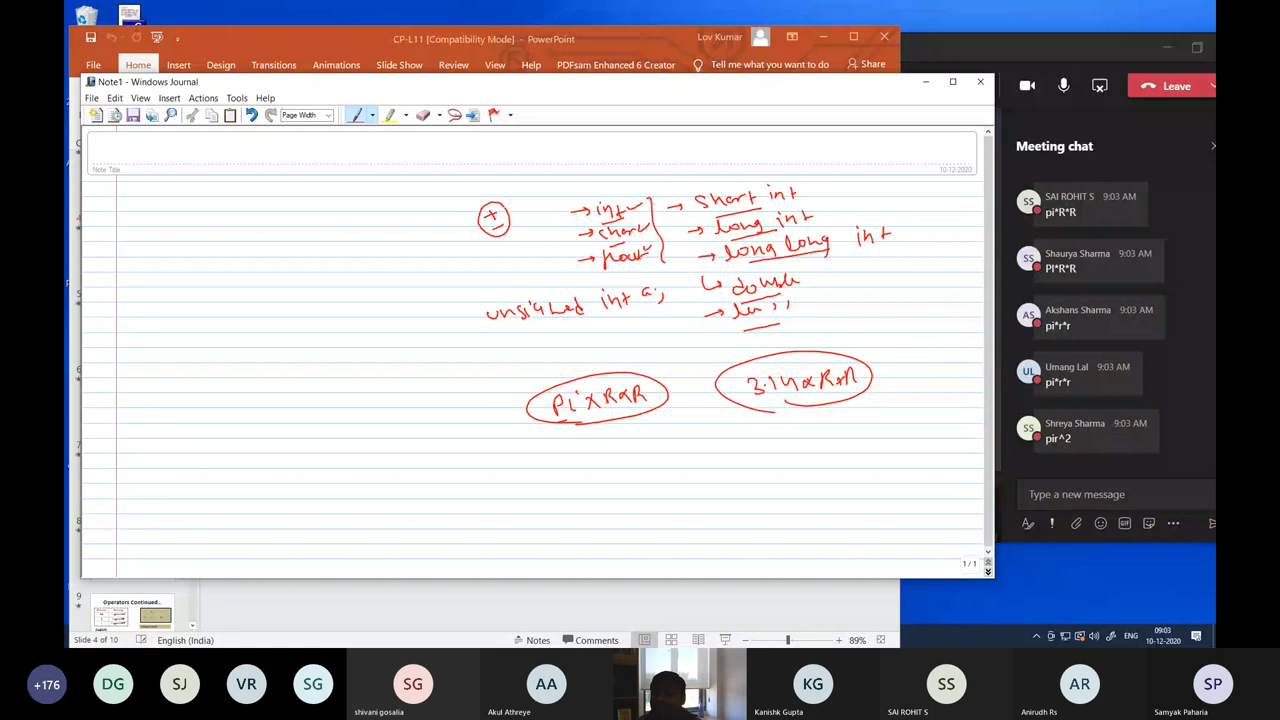 CP-L11 [Compatibility Mode] - PowerPoint
Lov Kumar
File Home Insert Design Transitions Animations Slide Show Review View Help PDFsam Enhanced 6 Creator Tell me what you want to do Share
Note1 - Windows Journal
File Edit View Insert Actions Tools Help
Page Width
Note Title
10-12-2020
+
→ int
→ char
→ float
→ short int
→ long int
→ long long int
double
unsigned int a;
Pi * R * R
3.14 * R * R
1 / 1
9
Operators Continued...
Slide 4 of 10
English (India)
Notes
Comments
89%
Leave
Meeting chat
SAI ROHIT S 9:03 AM
pi*R*R
Shaurya Sharma 9:03 AM
PI*R*R
Akshans Sharma 9:03 AM
pi*r*r
Umang Lal 9:03 AM
pi*r*r
Shreya Sharma 9:03 AM
pir^2
Type a new message
GIF
ENG
09:03
10-12-2020
+176
DG
SJ
VR
SG
SG
shivani gosalia
AA
Akul Athreye
KG
Kanishk Gupta
SS
SAI ROHIT S
AR
Anirudh Rs
SP
Samyak Paharia